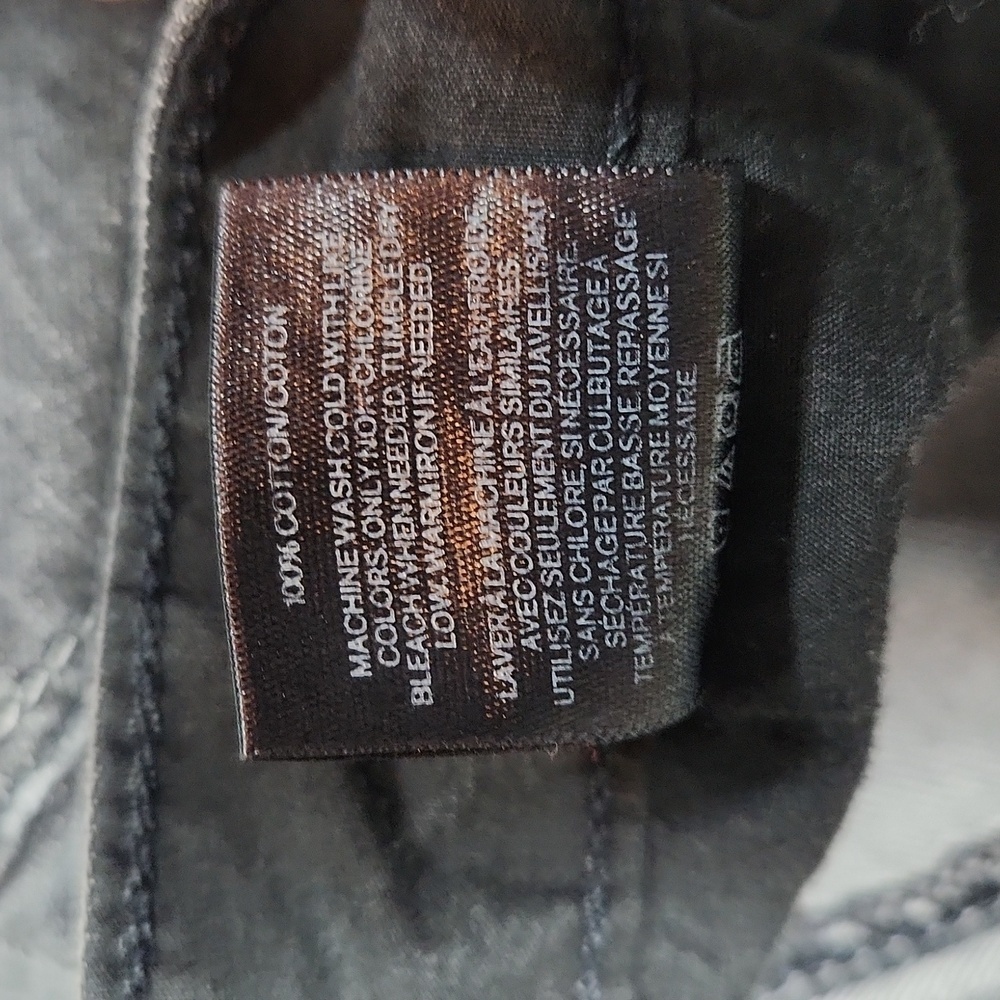 100% COTTON/COTON
MACHINE WASH COLD WITH LIKE
COLORS. ONLY NON-CHLORINE
BLEACH WHEN NEEDED. TUMBLE DRY
LOW. WARM IRON IF NEEDED
LAVER A LA MACHINE À L'EAU FROIDE
AVEC COULEURS SIMILAIRES.
UTILISEZ SEULEMENT DU JAVELLISANT
SANS CHLORE, SI NÉCESSAIRE.
SÉCHAGE PAR CULBUTAGE À
TEMPERATURE BASSE. REPASSAGE
A TEMPERATURE MOYENNE SI
NECESSAIRE